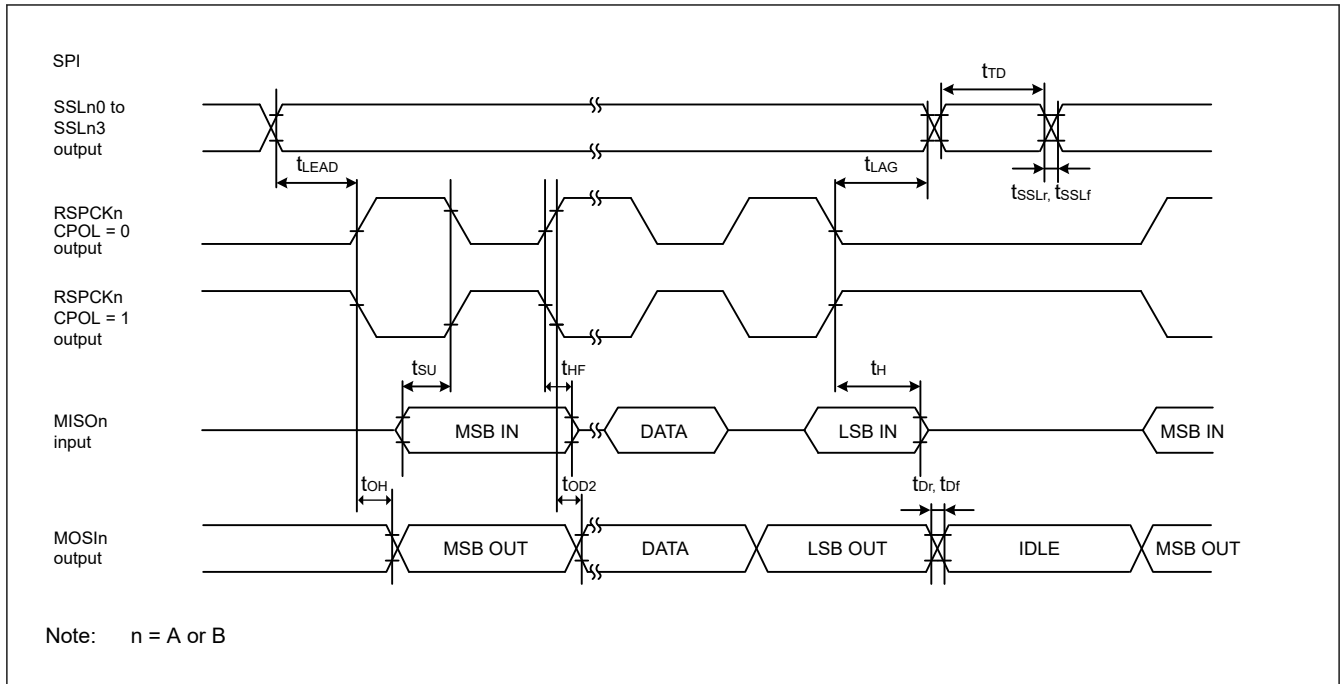 SPI
tTD
SSLn0 to
SSLn3
output
tLEAD
tLAG
tSSLr, tSSLf
RSPCKn
CPOL = 0
output
RSPCKn
CPOL = 1
output
tSU
tHF
tH
MISOn
input
MSB IN
DATA
LSB IN
MSB IN
tOH
tOD2
tDr, tDf
MOSIn
output
MSB OUT
DATA
LSB OUT
IDLE
MSB OUT
Note: n = A or B